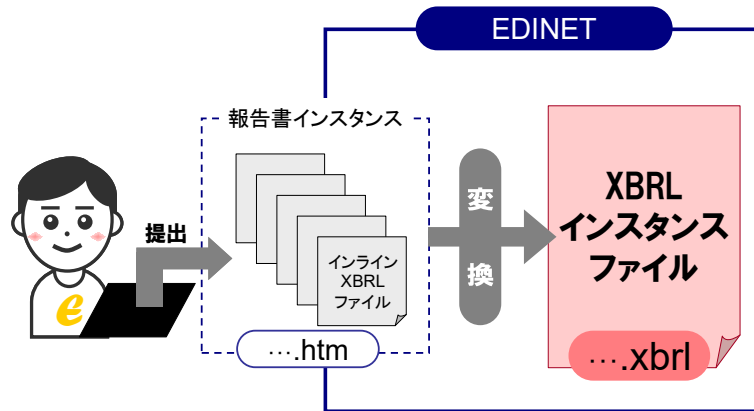 EDINET
報告書インスタンス
提出
インライン
XBRL
ファイル
….htm
変
換
XBRL
インスタンス
ファイル
….xbrl
e